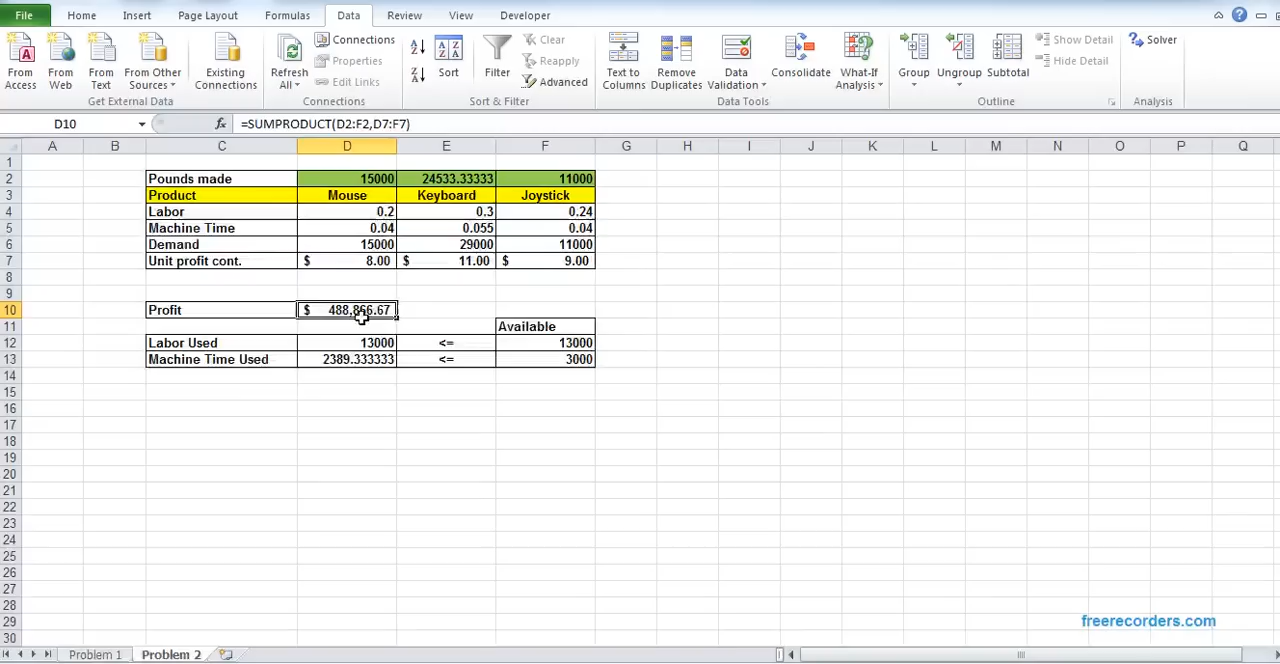 File Home Insert Page Layout Formulas Data Review View Developer
From Access From Web From Text From Other Sources Existing Connections Refresh All Connections Properties Edit Links Sort Filter Clear Reapply Advanced Text to Columns Remove Duplicates Data Validation Consolidate What-If Analysis Group Ungroup Subtotal Show Detail Hide Detail Solver
Get External Data Connections Sort & Filter Data Tools Outline Analysis
D10 fx =SUMPRODUCT(D2:F2,D7:F7)
A B C D E F G H I J K L M N O P Q
1
2 Pounds made 15000 24533.33333 11000
3 Product Mouse Keyboard Joystick
4 Labor 0.2 0.3 0.24
5 Machine Time 0.04 0.055 0.04
6 Demand 15000 29000 11000
7 Unit profit cont. $ 8.00 $ 11.00 $ 9.00
8
9
10 Profit $ 488,866.67
11 Available
12 Labor Used 13000 <= 13000
13 Machine Time Used 2389.333333 <= 3000
14
15
16
17
18
19
20
21
22
23
24
25
26
27
28
29
30
freerecorders.com
Problem 1 Problem 2